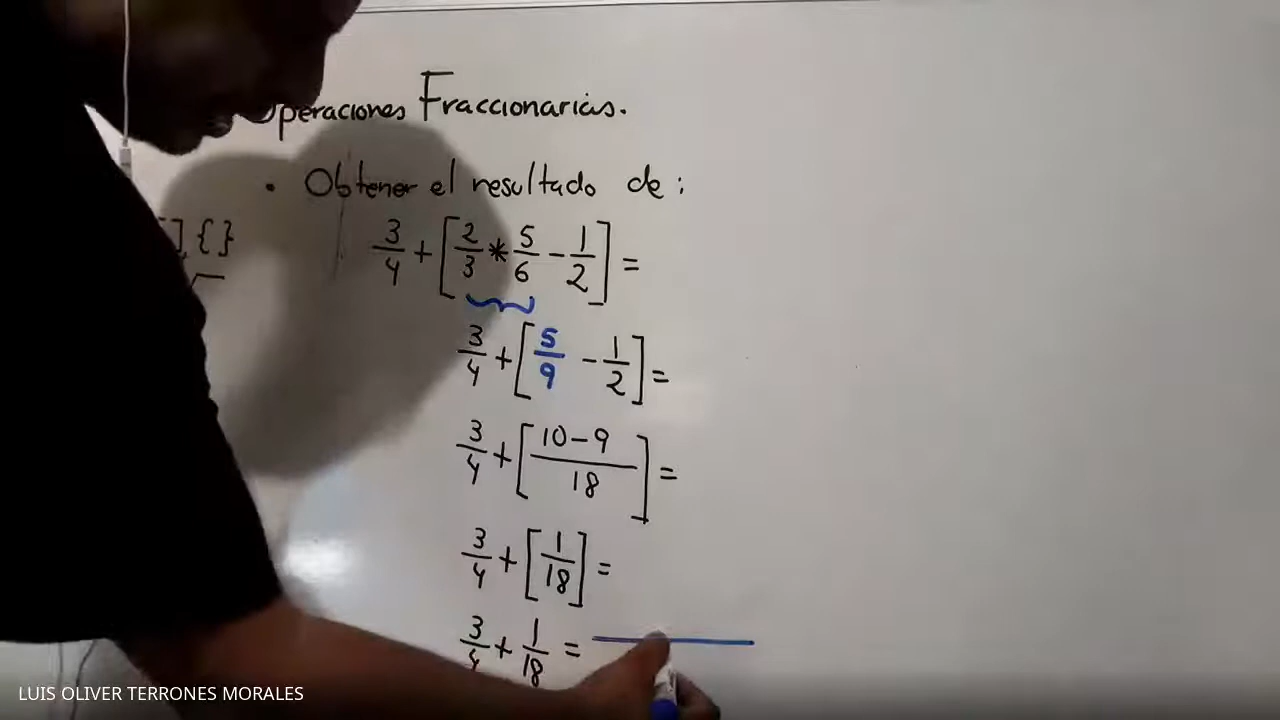 Operaciones Fraccionarias.
• Obtener el resultado de:
], { }
√
3/4 + [2/3 * 5/6 - 1/2] =
3/4 + [5/9 - 1/2] =
3/4 + [10-9/18] =
3/4 + [1/18] =
3/4 + 1/18 =
LUIS OLIVER TERRONES MORALES